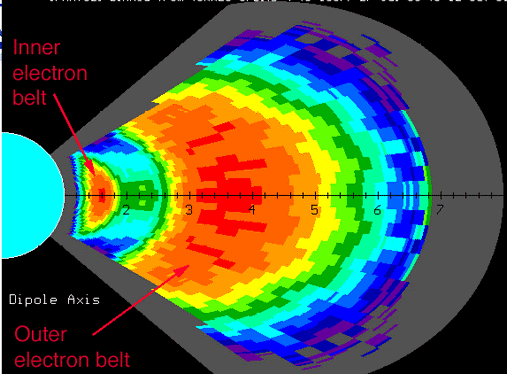 Inner
electron
belt
2 3 4 5 6 7
Dipole Axis
Outer
electron belt